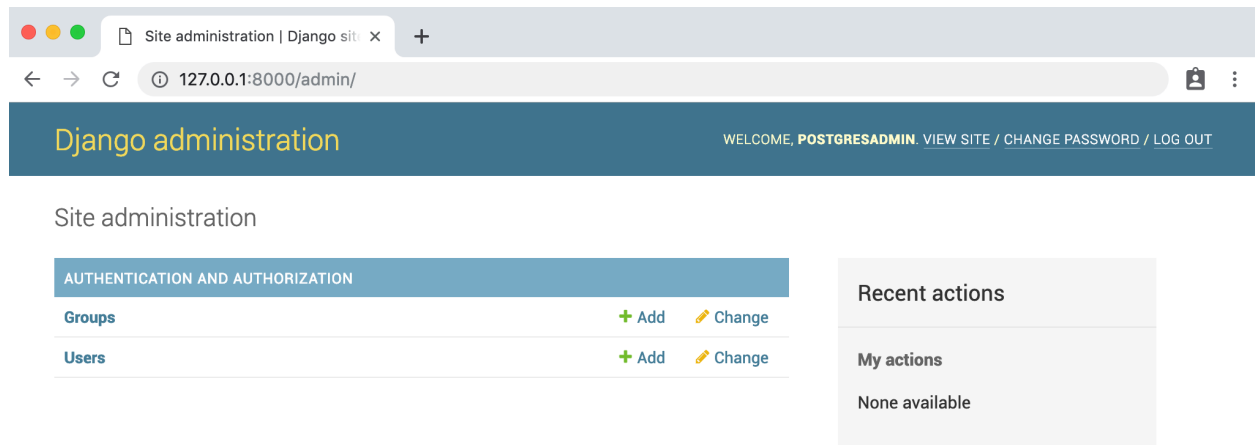 Site administration | Django sit
127.0.0.1:8000/admin/
Django administration
WELCOME, POSTGRESADMIN. VIEW SITE / CHANGE PASSWORD / LOG OUT
Site administration
AUTHENTICATION AND AUTHORIZATION
Groups Add Change
Users Add Change
Recent actions
My actions
None available